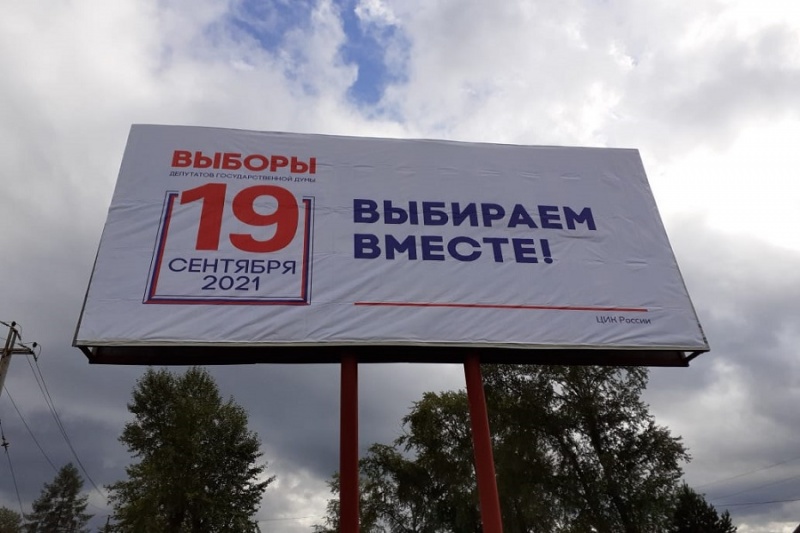 ВЫБОРЫ
ДЕПУТАТОВ ГОСУДАРСТВЕННОЙ ДУМЫ
19
СЕНТЯБРЯ
2021
ВЫБИРАЕМ
ВМЕСТЕ!
ЦИК России